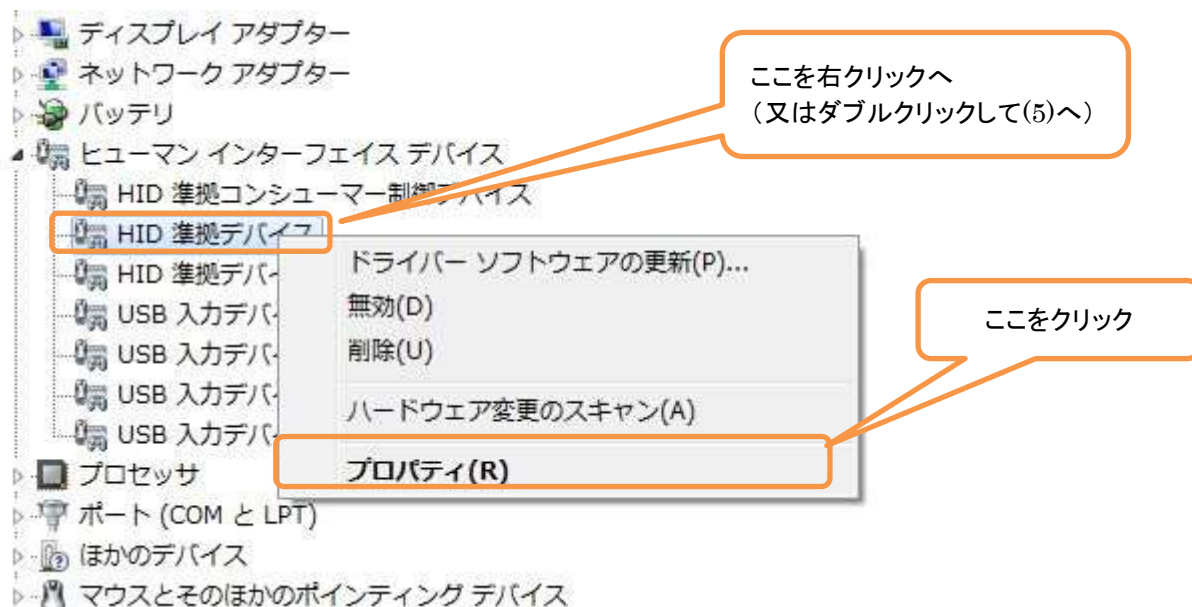 ディスプレイ アダプター
ネットワーク アダプター
バッテリ
ヒューマン インターフェイス デバイス
HID 準拠コンシューマー制御デバイス
HID 準拠デバイス
HID 準拠デバイ
USB 入力デバイ
USB 入力デバイ
USB 入力デバイ
USB 入力デバイ
プロセッサ
ポート (COM と LPT)
ほかのデバイス
マウスとそのほかのポインティング デバイス
ここを右クリックへ
(又はダブルクリックして(5)へ)
ドライバー ソフトウェアの更新(P)...
無効(D)
削除(U)
ハードウェア変更のスキャン(A)
プロパティ(R)
ここをクリック